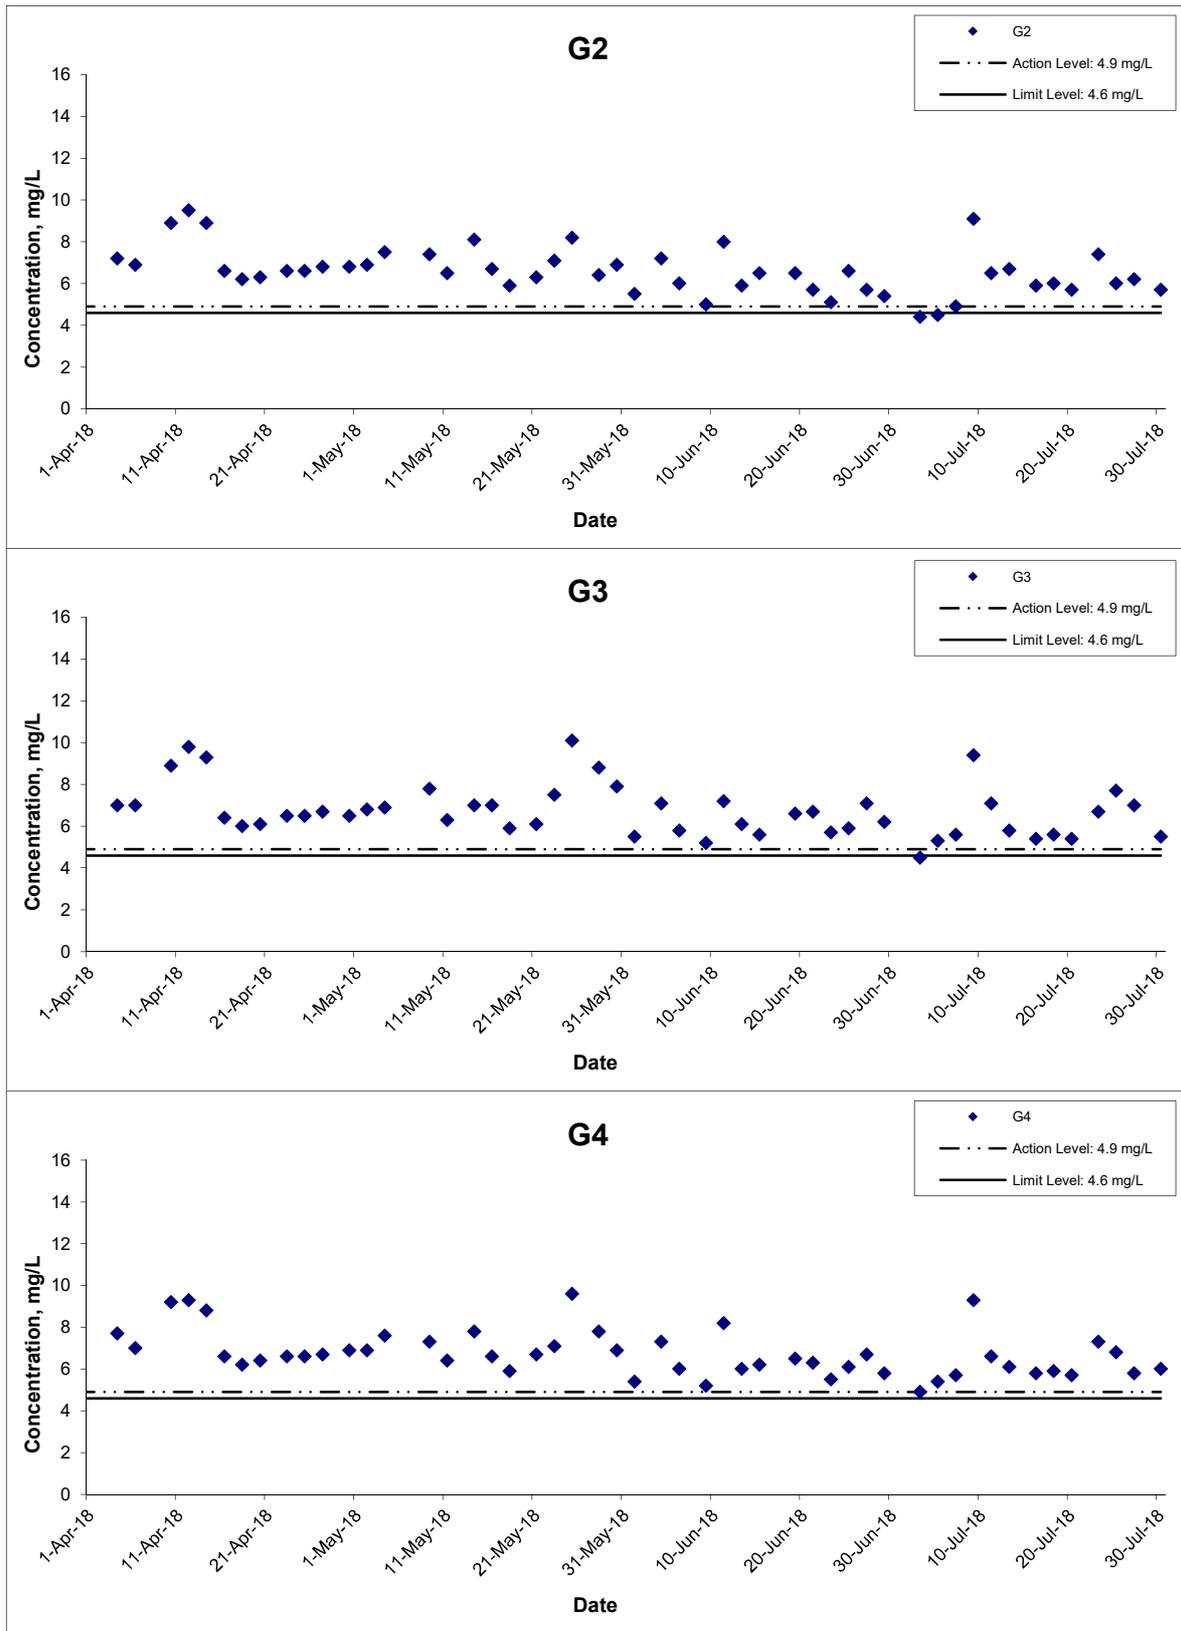 G2
G2
Action Level: 4.9 mg/L
Limit Level: 4.6 mg/L
Concentration, mg/L
16
14
12
10
8
6
4
2
0
1-Apr-18 11-Apr-18 21-Apr-18 1-May-18 11-May-18 21-May-18 31-May-18 10-Jun-18 20-Jun-18 30-Jun-18 10-Jul-18 20-Jul-18 30-Jul-18
Date
G3
G3
Action Level: 4.9 mg/L
Limit Level: 4.6 mg/L
Concentration, mg/L
16
14
12
10
8
6
4
2
0
1-Apr-18 11-Apr-18 21-Apr-18 1-May-18 11-May-18 21-May-18 31-May-18 10-Jun-18 20-Jun-18 30-Jun-18 10-Jul-18 20-Jul-18 30-Jul-18
Date
G4
G4
Action Level: 4.9 mg/L
Limit Level: 4.6 mg/L
Concentration, mg/L
16
14
12
10
8
6
4
2
0
1-Apr-18 11-Apr-18 21-Apr-18 1-May-18 11-May-18 21-May-18 31-May-18 10-Jun-18 20-Jun-18 30-Jun-18 10-Jul-18 20-Jul-18 30-Jul-18
Date